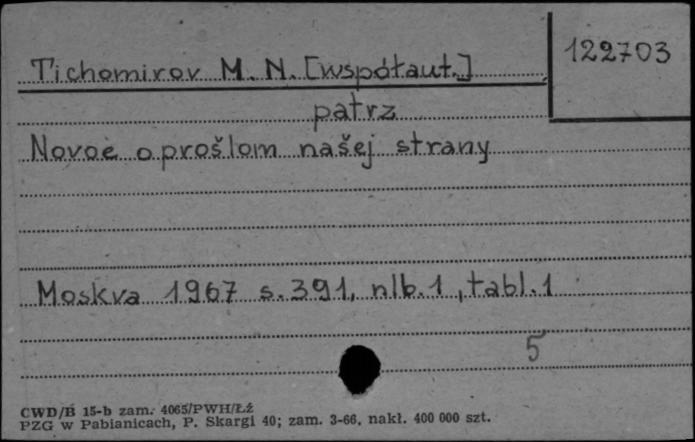 122703
Tichomirov M. N. [współaut.]
patrz
Novoe o prošlom našej strany
Moskva 1967 s. 391, nlb. 1, tabl. 1
5
CWD/B 15-b zam. 4065/PWH/Łź
PZG w Pabianicach, P. Skargi 40; zam. 3-66, nakł. 400 000 szt.